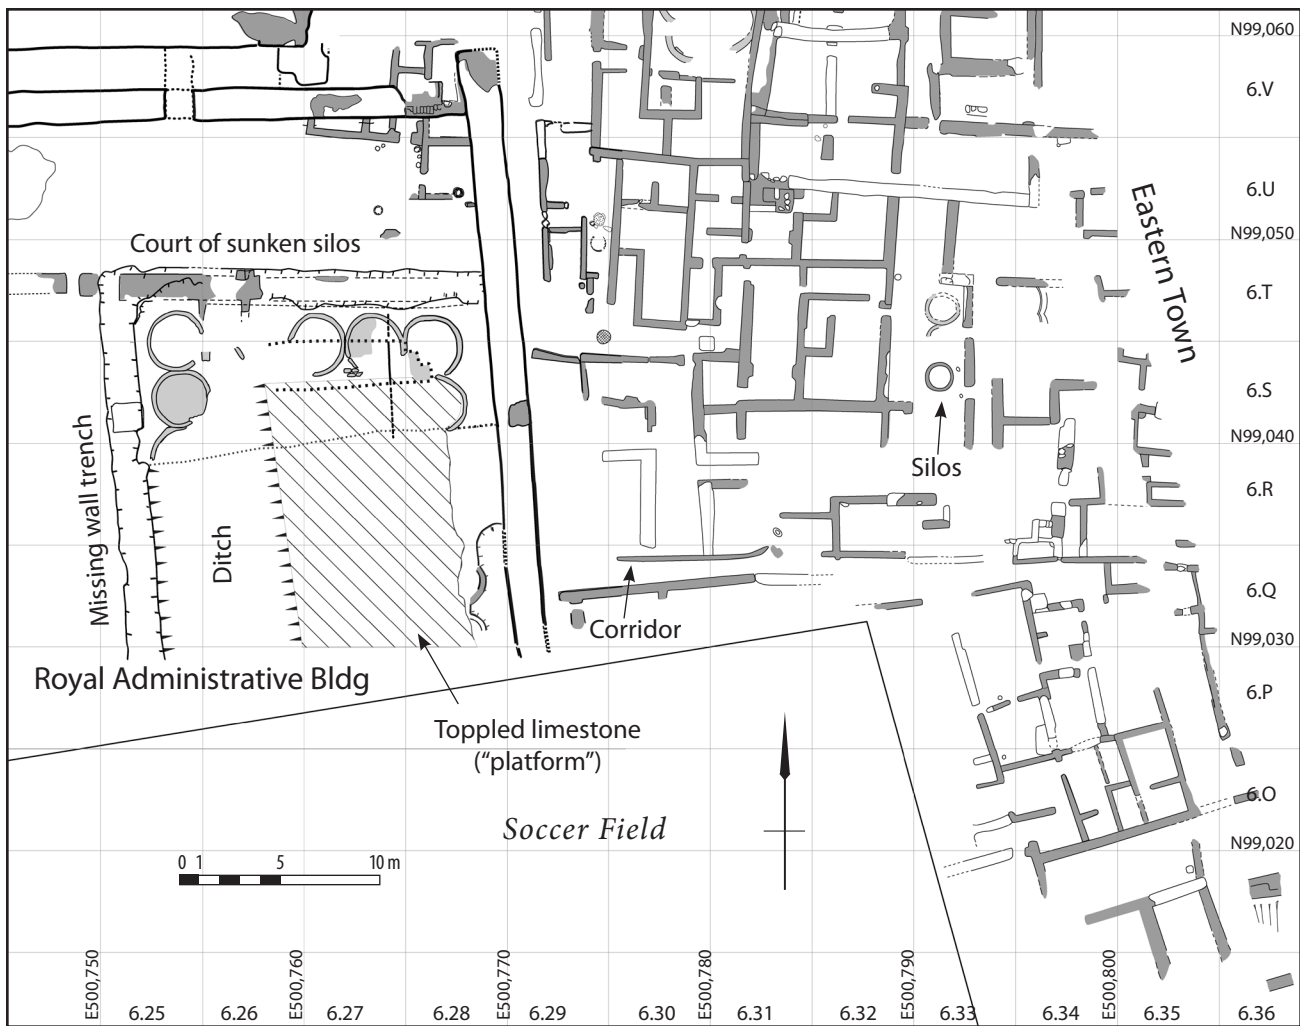 N99,060
6.V
6.U
Eastern Town
N99,050
Court of sunken silos
6.T
6.S
N99,040
Silos
6.R
Missing wall trench
Ditch
6.Q
Corridor
N99,030
Royal Administrative Bldg
6.P
Toppled limestone
(“platform”)
6.O
Soccer Field
N99,020
0 1 5 10 m
E500,750
E500,760
E500,770
E500,780
E500,790
E500,800
6.25 6.26 6.27 6.28 6.29 6.30 6.31 6.32 6.33 6.34 6.35 6.36